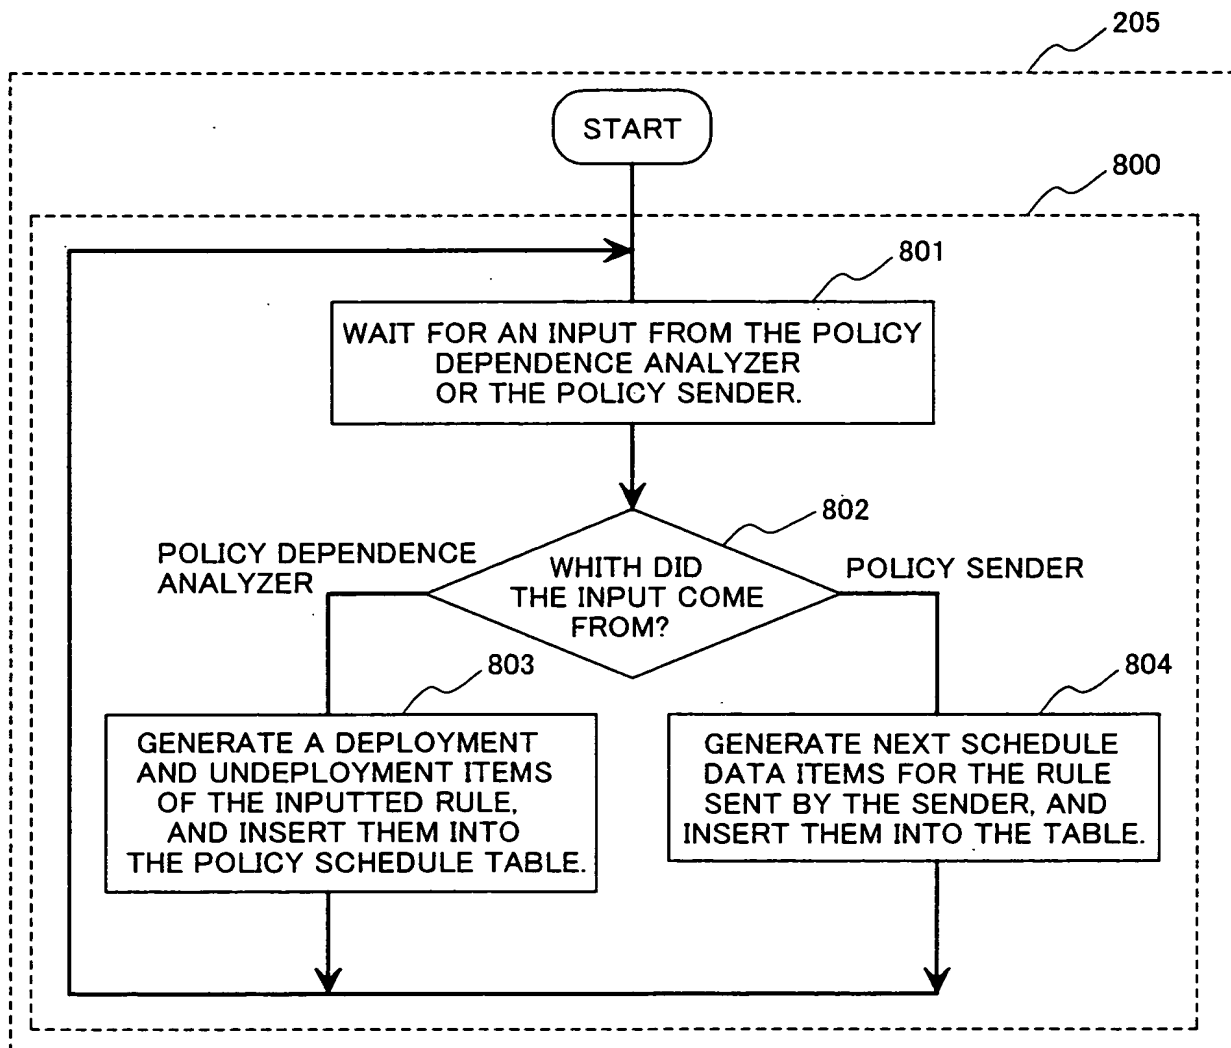 205
START
800
801
WAIT FOR AN INPUT FROM THE POLICY
DEPENDENCE ANALYZER
OR THE POLICY SENDER.
802
POLICY DEPENDENCE
ANALYZER
WHITH DID
THE INPUT COME
FROM?
POLICY SENDER
803
GENERATE A DEPLOYMENT
AND UNDEPLOYMENT ITEMS
OF THE INPUTTED RULE,
AND INSERT THEM INTO
THE POLICY SCHEDULE TABLE.
804
GENERATE NEXT SCHEDULE
DATA ITEMS FOR THE RULE
SENT BY THE SENDER, AND
INSERT THEM INTO THE TABLE.